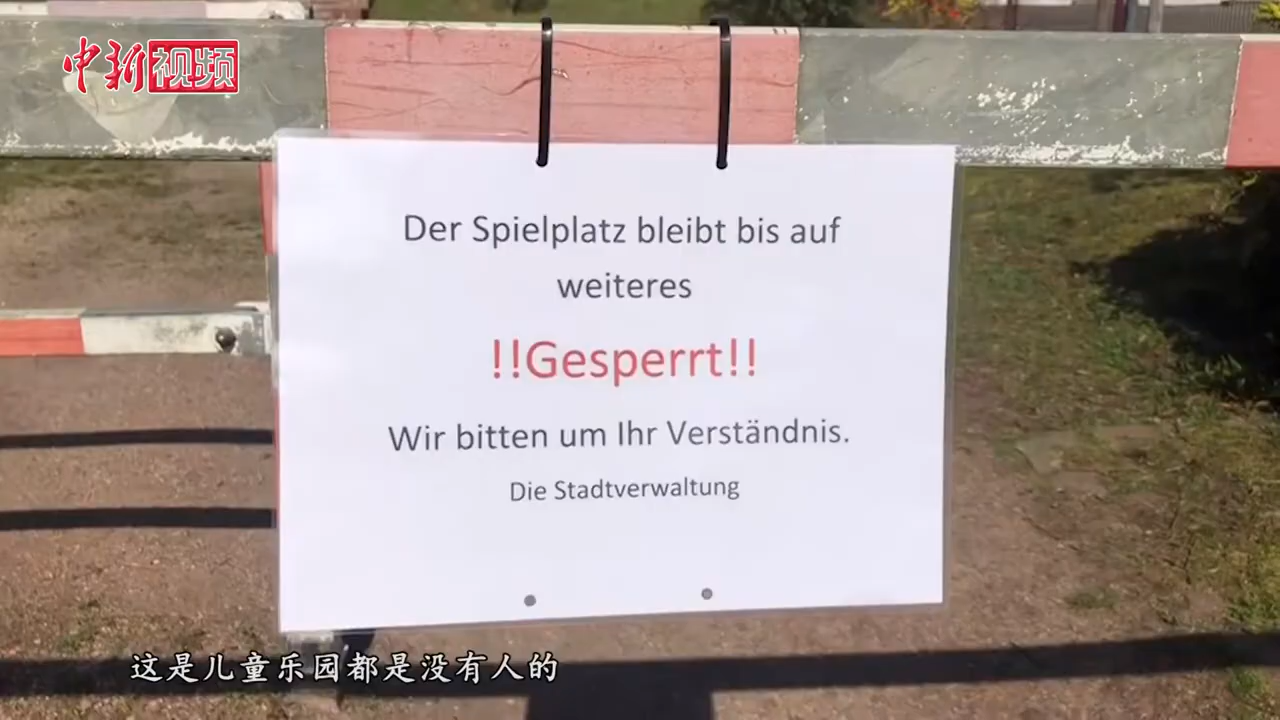 中新视频
Der Spielplatz bleibt bis auf
weiteres
!!Gesperrt!!
Wir bitten um Ihr Verständnis.
Die Stadtverwaltung
这是儿童乐园都是没有人的